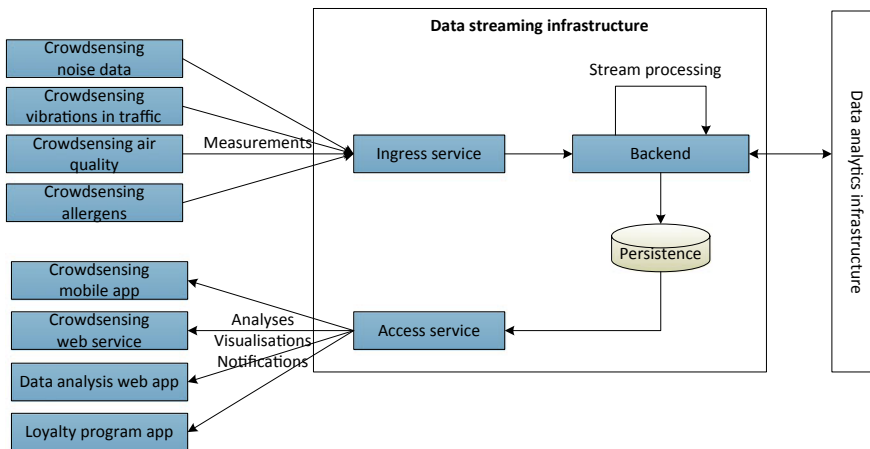 Data streaming infrastructure
Crowdsensing
noise data
Crowdsensing
vibrations in traffic
Crowdsensing air
quality
Crowdsensing
allergens
Measurements
Ingress service
Stream processing
Backend
Persistence
Data analytics infrastructure
Crowdsensing
mobile app
Crowdsensing
web service
Data analysis web app
Loyalty program app
Analyses
Visualisations
Notifications
Access service